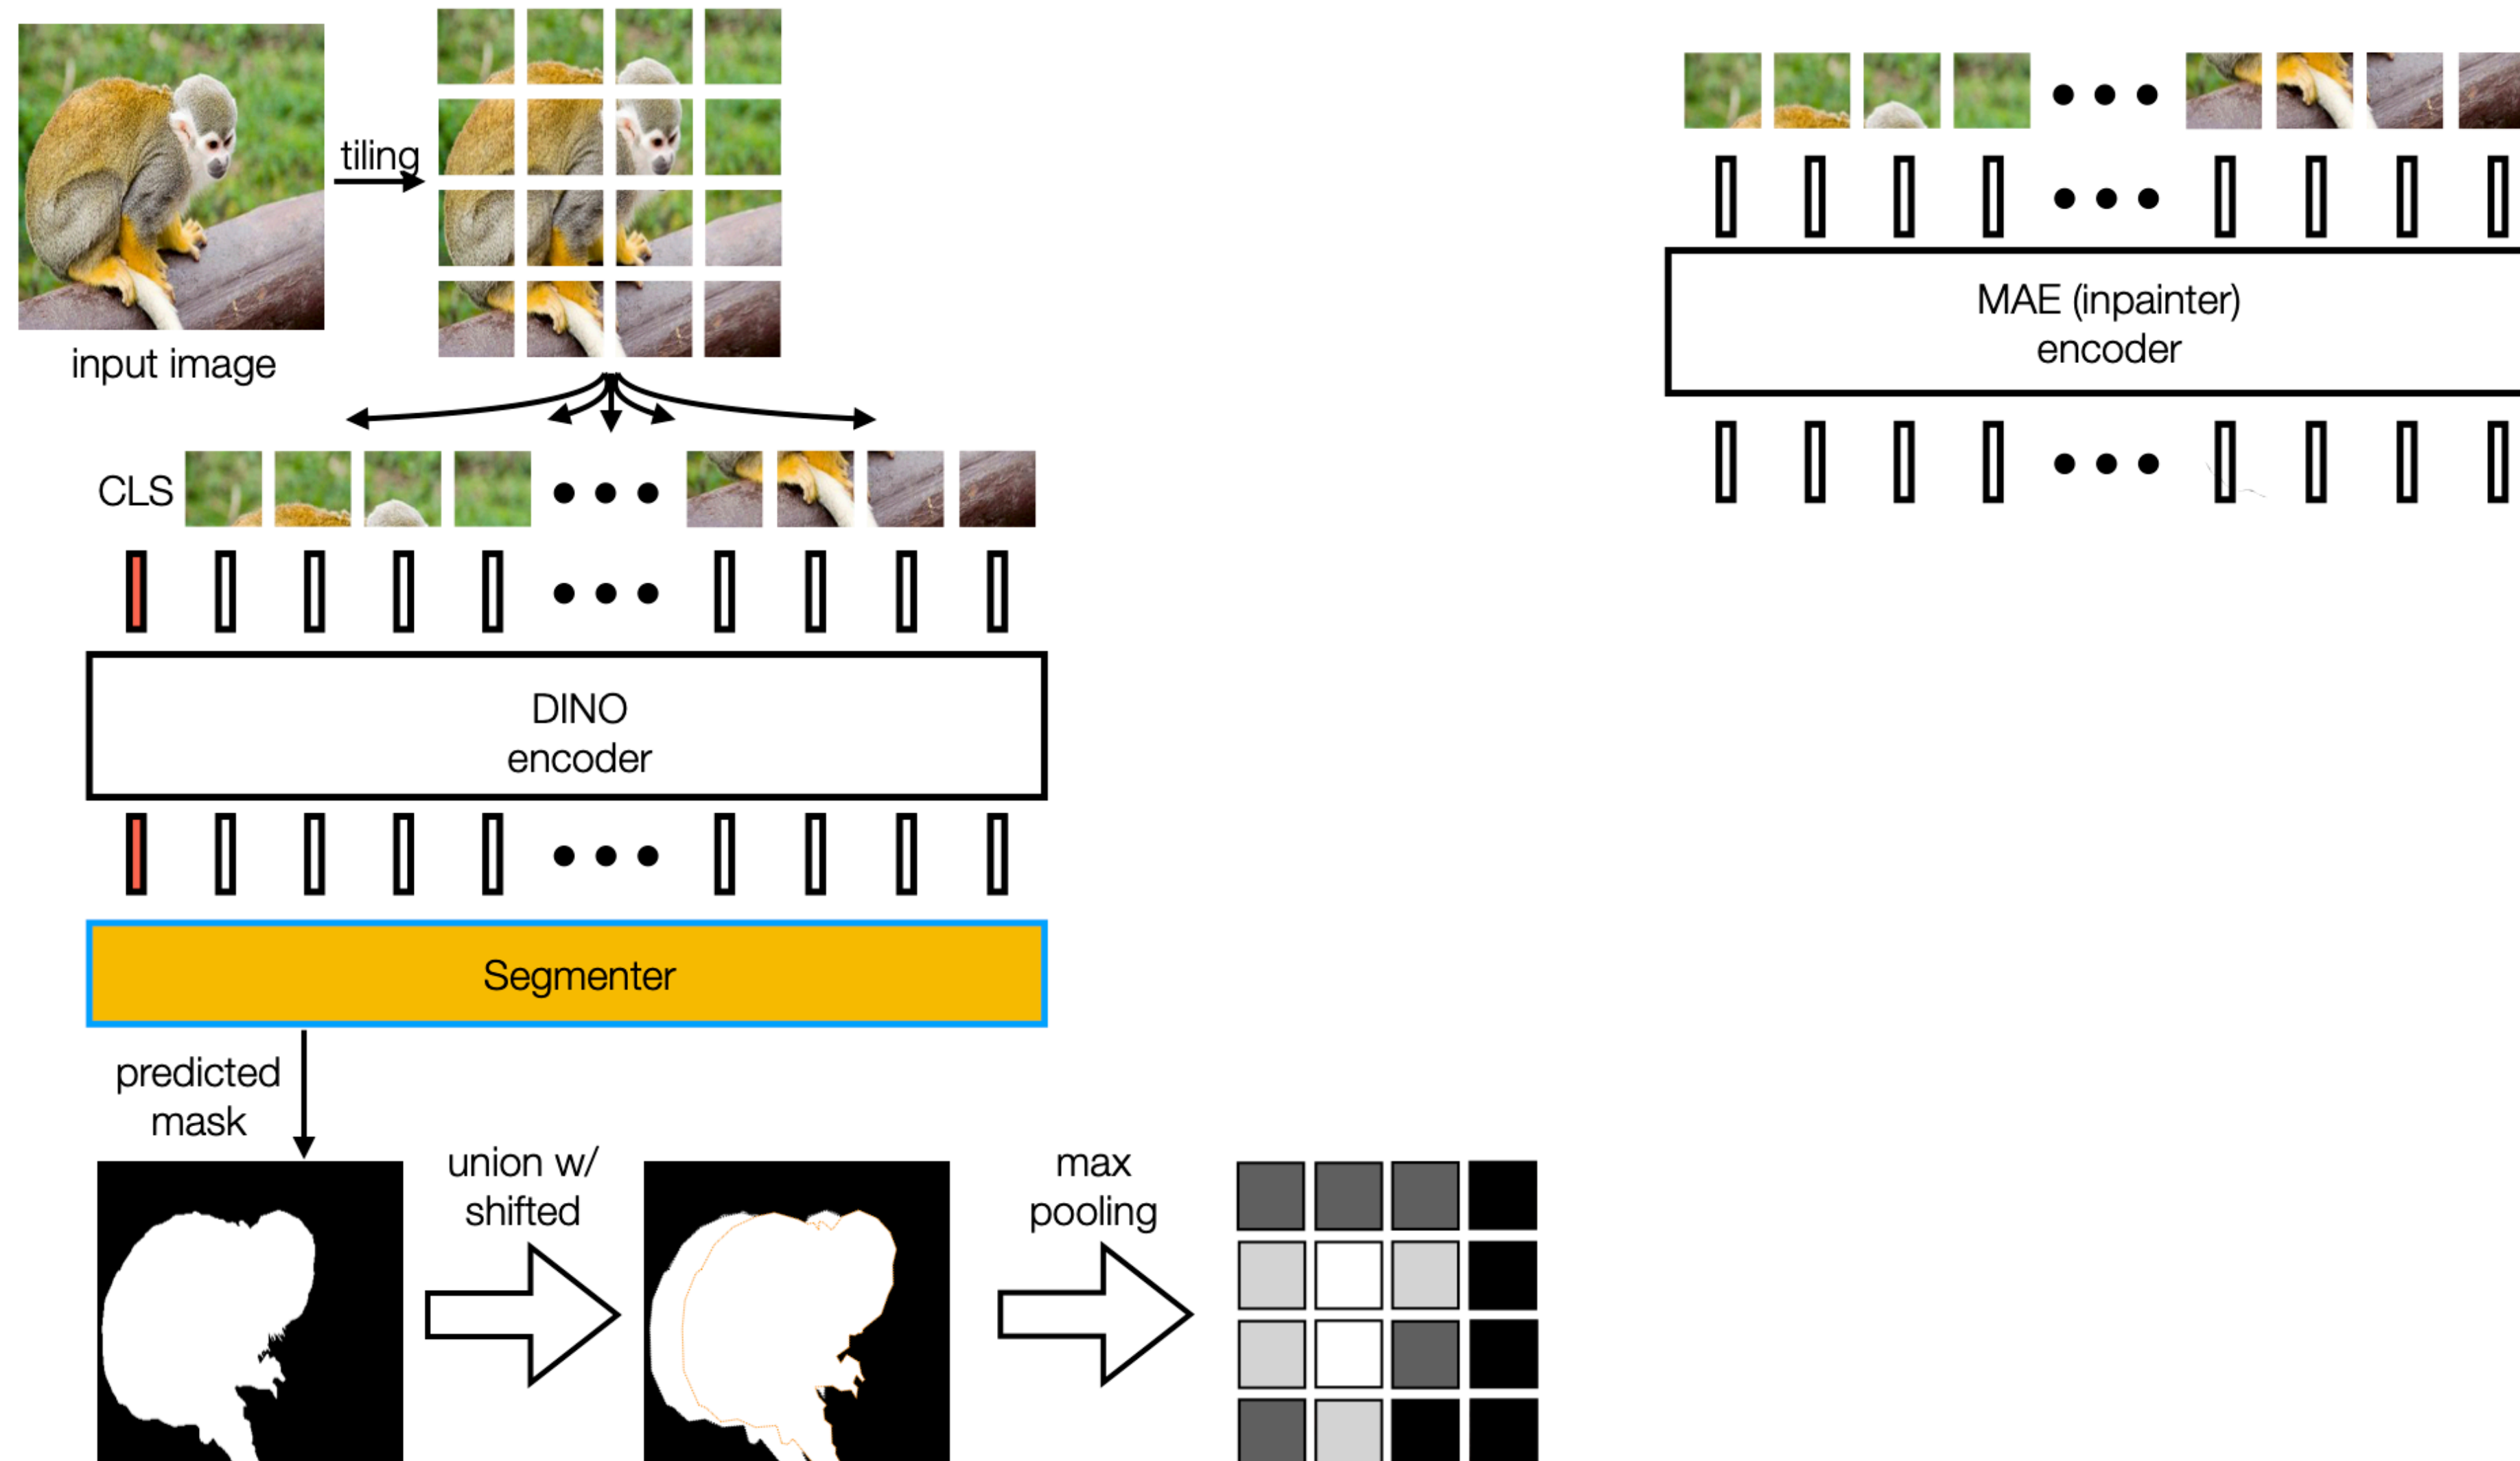 tiling
input image
CLS
DINO
encoder
Segmenter
predicted
mask
union w/
shifted
max
pooling
MAE (inpainter)
encoder